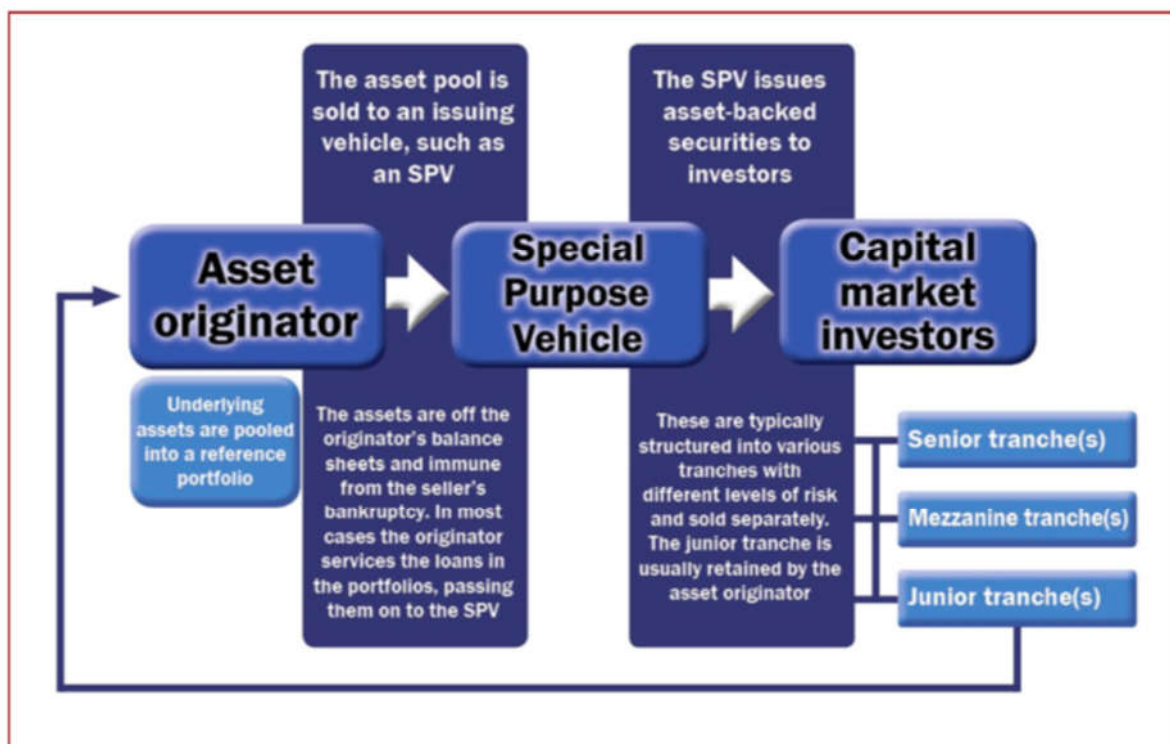 The asset pool is
sold to an issuing
vehicle, such as
an SPV
The SPV issues
asset-backed
securities to
investors
Asset
originator
Special
Purpose
Vehicle
Capital
market
investors
Underlying
assets are pooled
into a reference
portfolio
The assets are off the
originator's balance
sheets and immune
from the seller's
bankruptcy. In most
cases the originator
services the loans in
the portfolios, passing
them on to the SPV
These are typically
structured into various
tranches with
different levels of risk
and sold separately.
The junior tranche is
usually retained by the
asset originator
Senior tranche(s)
Mezzanine tranche(s)
Junior tranche(s)